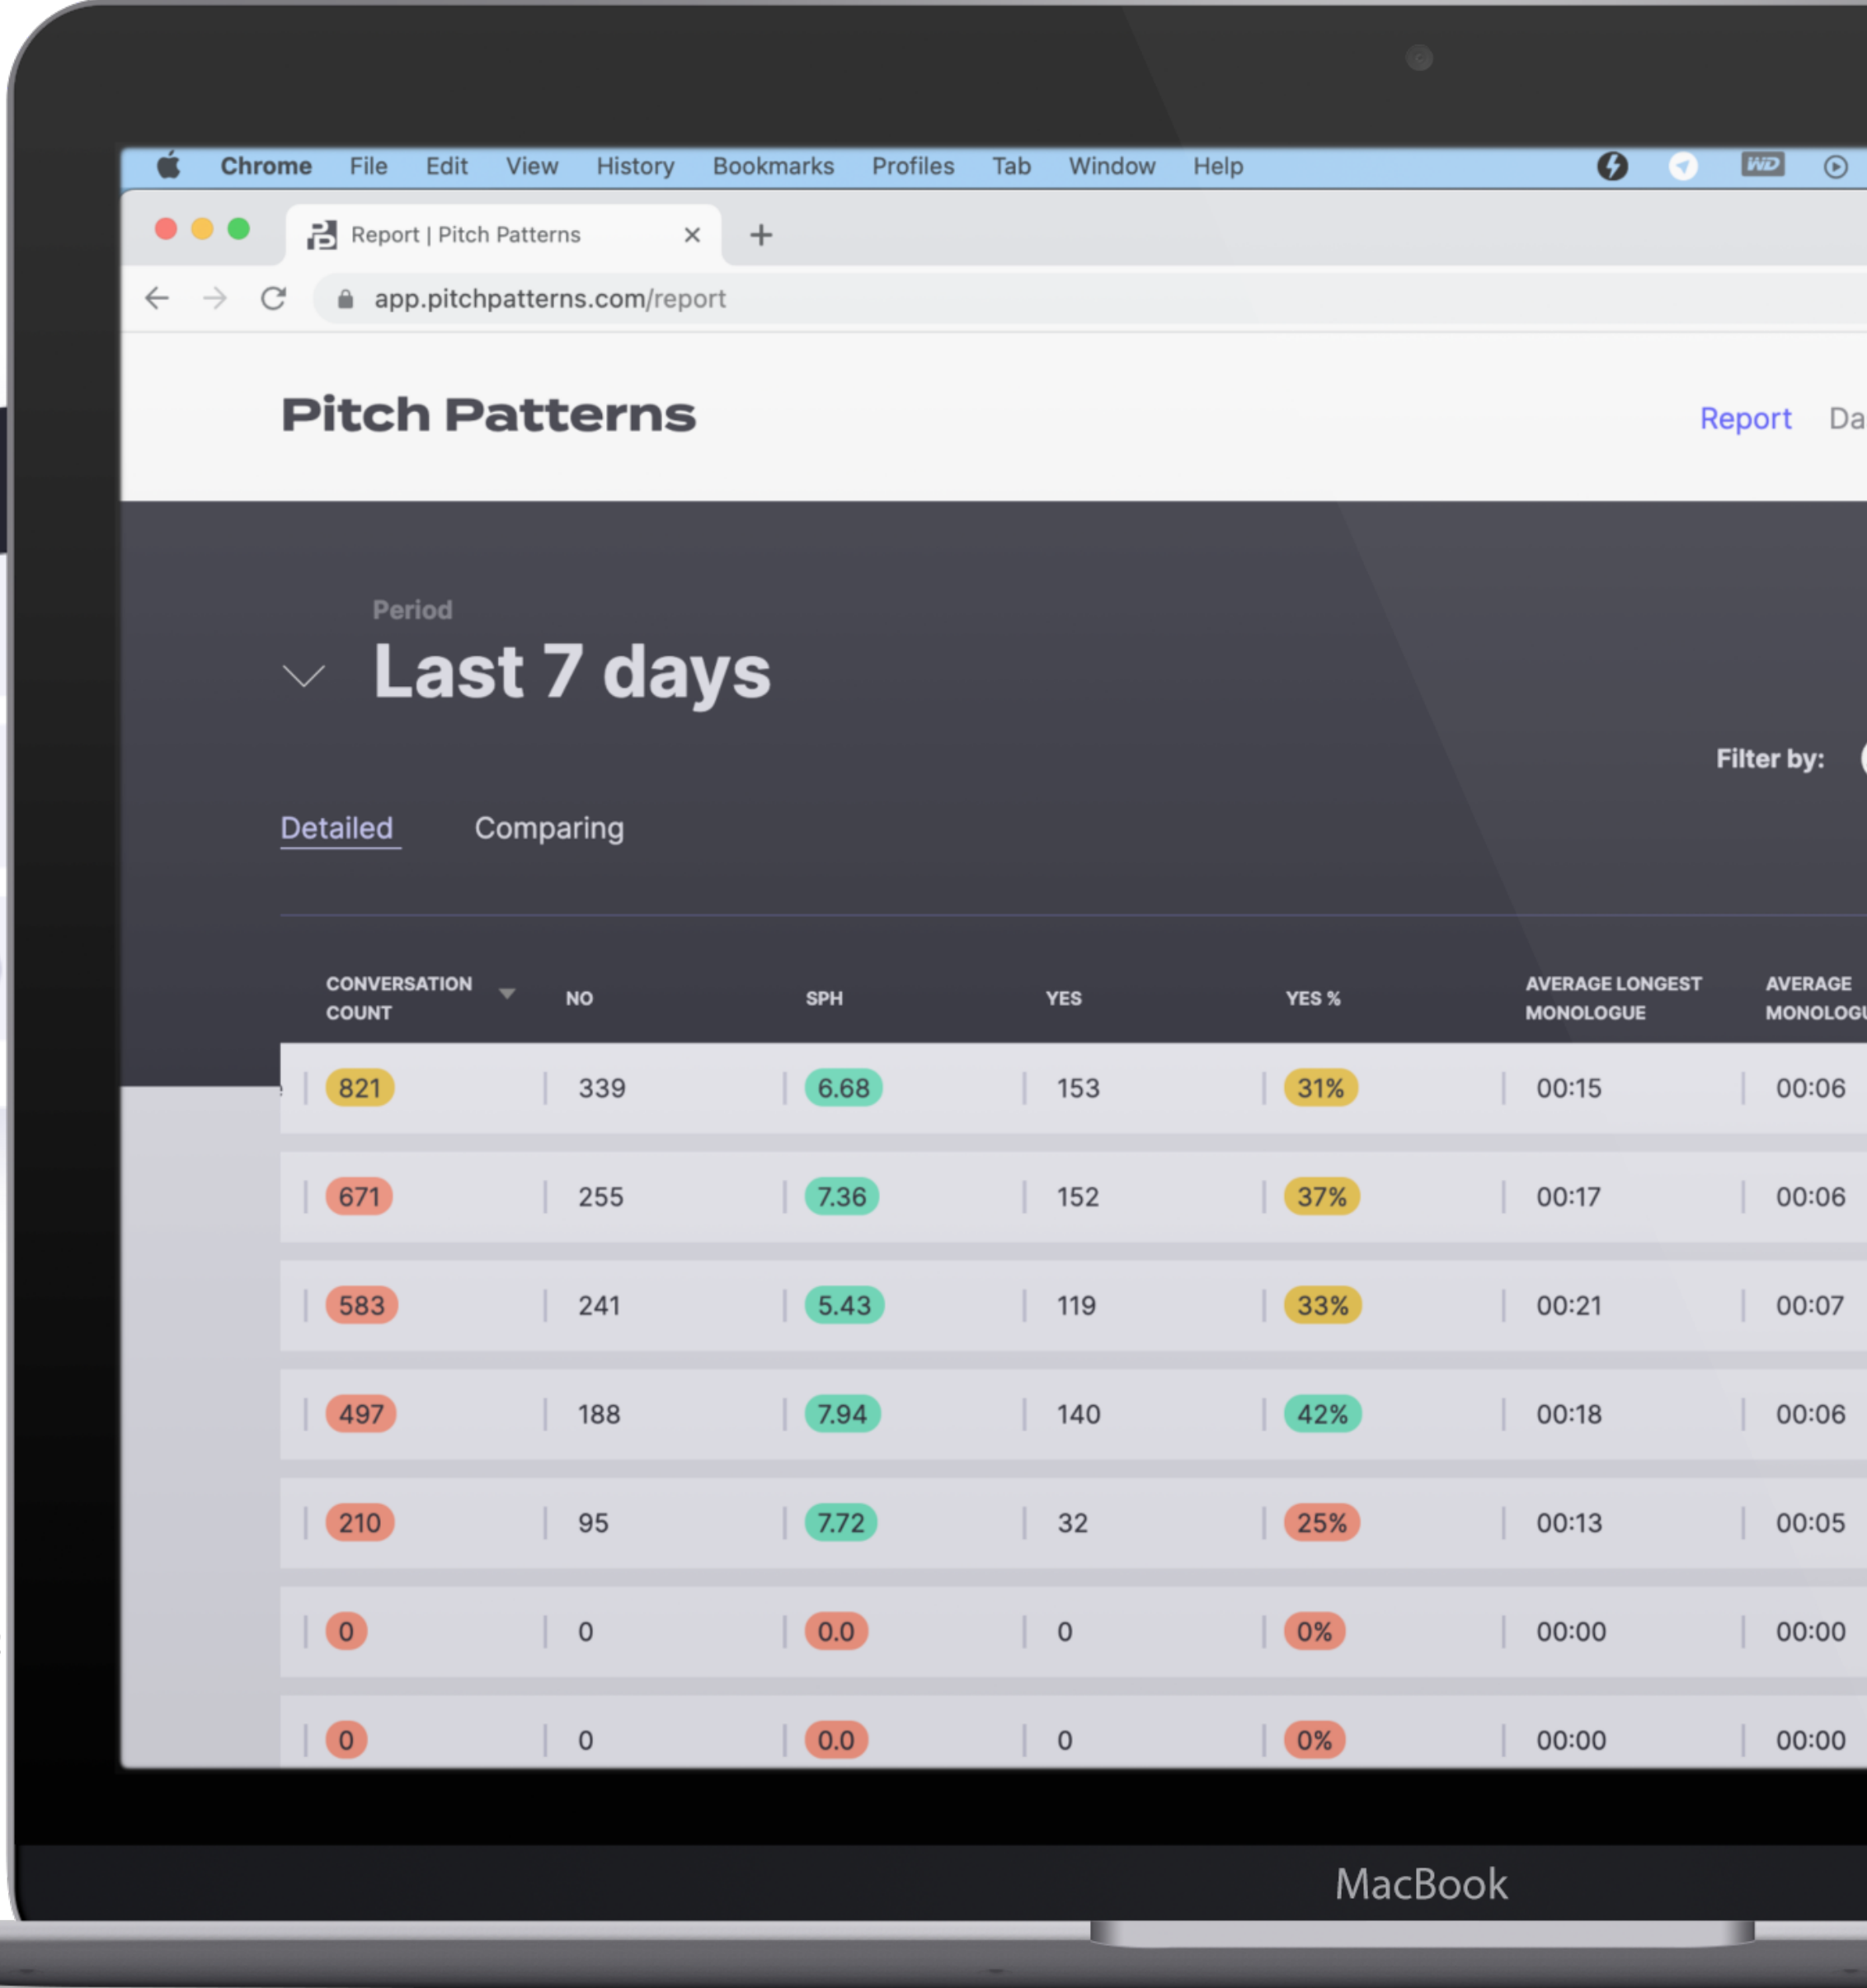 Chrome File Edit View History Bookmarks Profiles Tab Window Help WD
Report | Pitch Patterns
app.pitchpatterns.com/report
Pitch Patterns
Report Da
Period
Last 7 days
Filter by:
Detailed Comparing
CONVERSATION COUNT NO SPH YES YES % AVERAGE LONGEST MONOLOGUE AVERAGE MONOLOGU
821 339 6.68 153 31% 00:15 00:06
671 255 7.36 152 37% 00:17 00:06
583 241 5.43 119 33% 00:21 00:07
497 188 7.94 140 42% 00:18 00:06
210 95 7.72 32 25% 00:13 00:05
0 0 0.0 0 0% 00:00 00:00
0 0 0.0 0 0% 00:00 00:00
MacBook